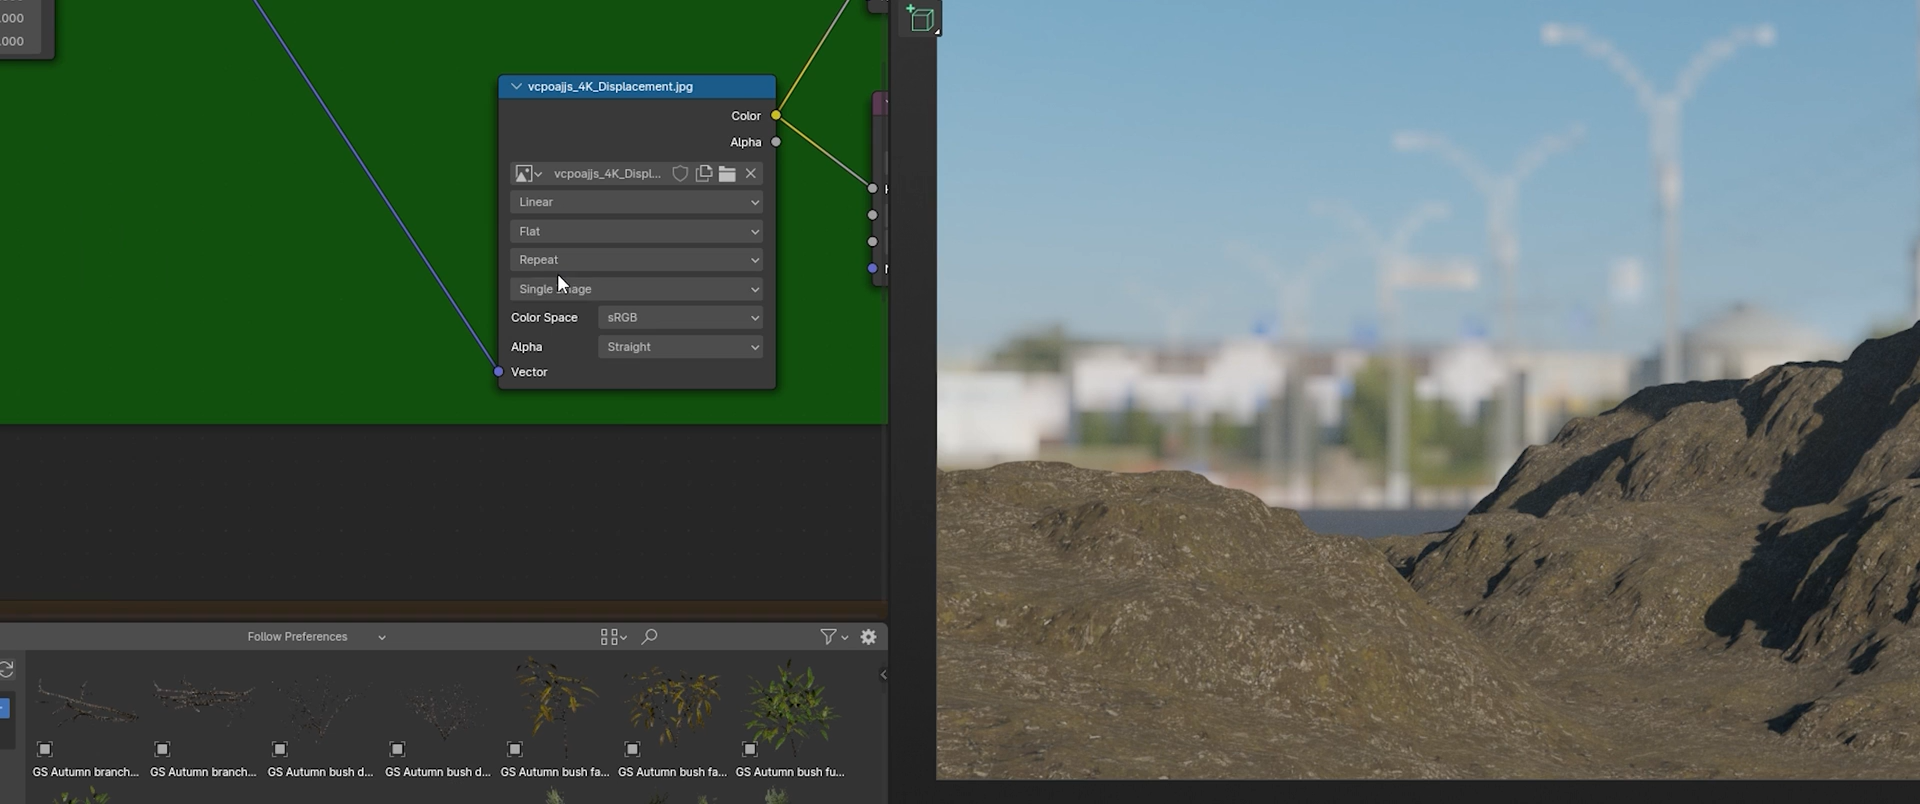 .000
.000
vcpoajjs_4K_Displacement.jpg
Color
Alpha
vcpoajjs_4K_Displ...
Linear
Flat
Repeat
Single Image
Color Space sRGB
Alpha Straight
Vector
Follow Preferences
GS Autumn branch... GS Autumn branch... GS Autumn bush d... GS Autumn bush d... GS Autumn bush fa... GS Autumn bush fa... GS Autumn bush fu...